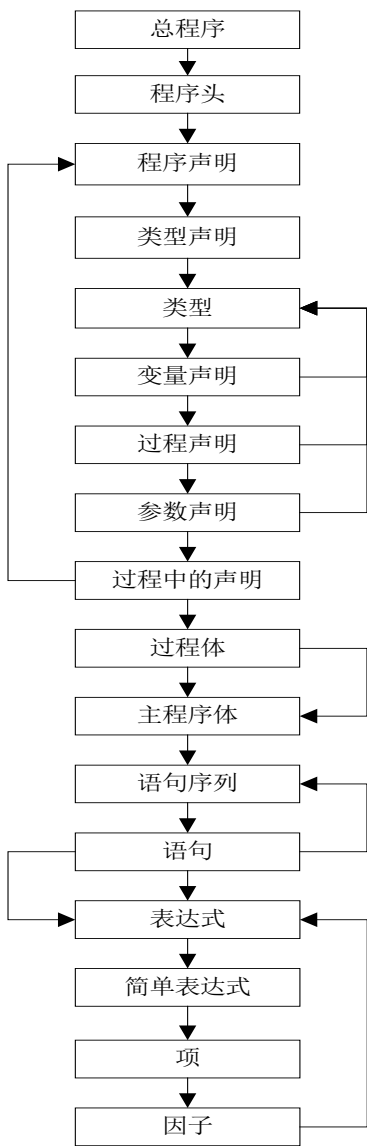 总程序
程序头
程序声明
类型声明
类型
变量声明
过程声明
参数声明
过程中的声明
过程体
主程序体
语句序列
语句
表达式
简单表达式
项
因子